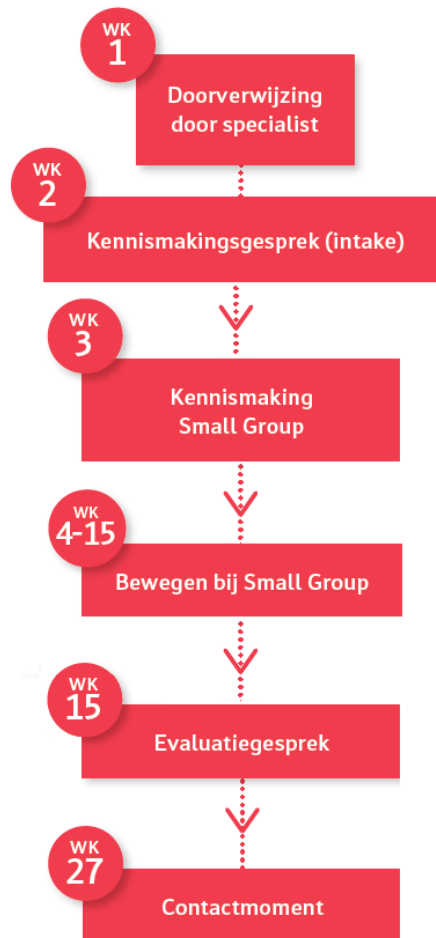 WK
1
Doorverwijzing
door specialist
WK
2
Kennismakingsgesprek (intake)
WK
3
Kennismaking
Small Group
WK
4-15
Bewegen bij Small Group
WK
15
Evaluatiegesprek
WK
27
Contactmoment